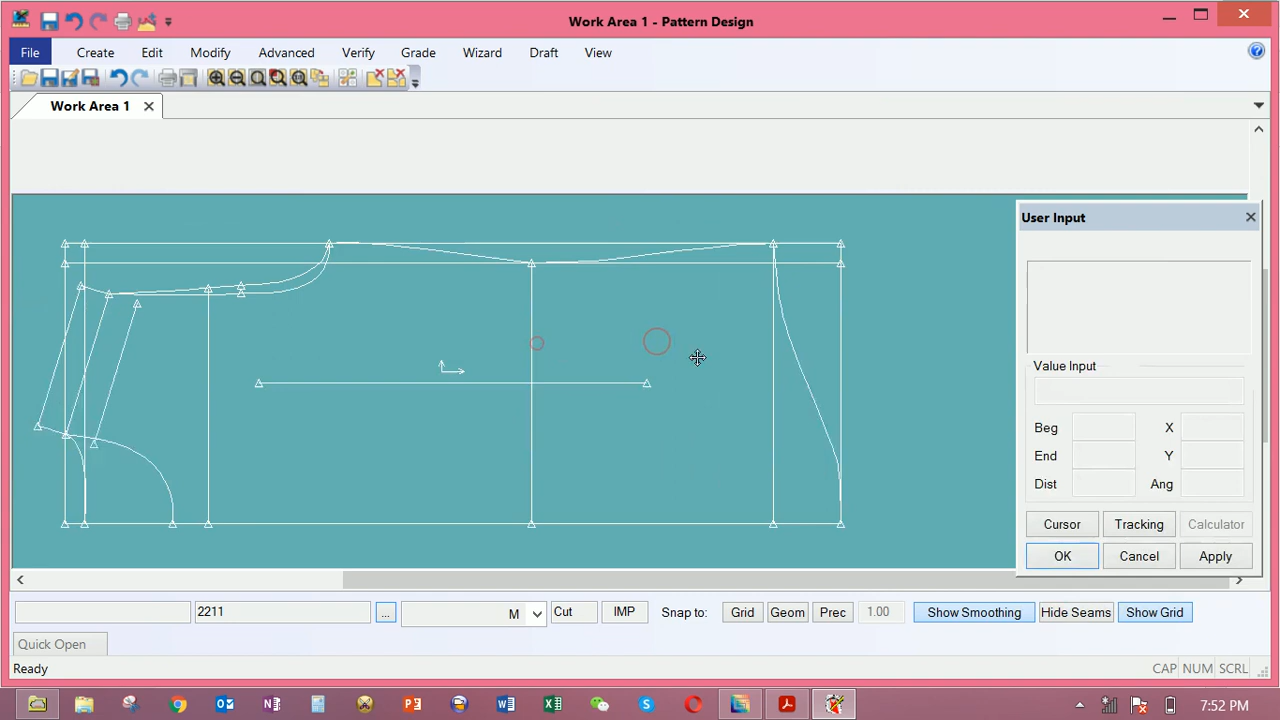 Work Area 1 - Pattern Design
File Create Edit Modify Advanced Verify Grade Wizard Draft View
Work Area 1
User Input
Value Input
Beg X
End Y
Dist Ang
Cursor Tracking Calculator
OK Cancel Apply
2211 ... M Cut IMP Snap to: Grid Geom Prec 1.00 Show Smoothing Hide Seams Show Grid
Quick Open
Ready CAP NUM SCRL
7:52 PM